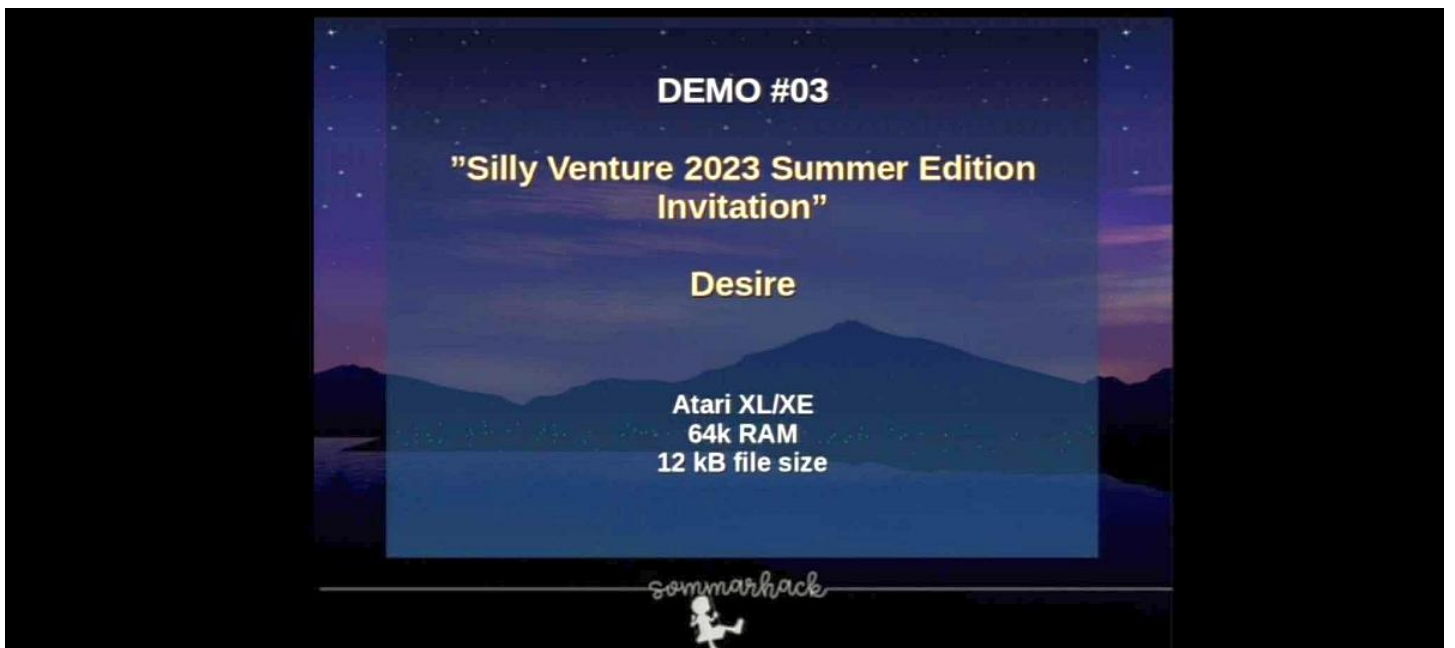 DEMO #03
”Silly Venture 2023 Summer Edition
Invitation”
Desire
Atari XL/XE
64k RAM
12 kB file size
sommarhack